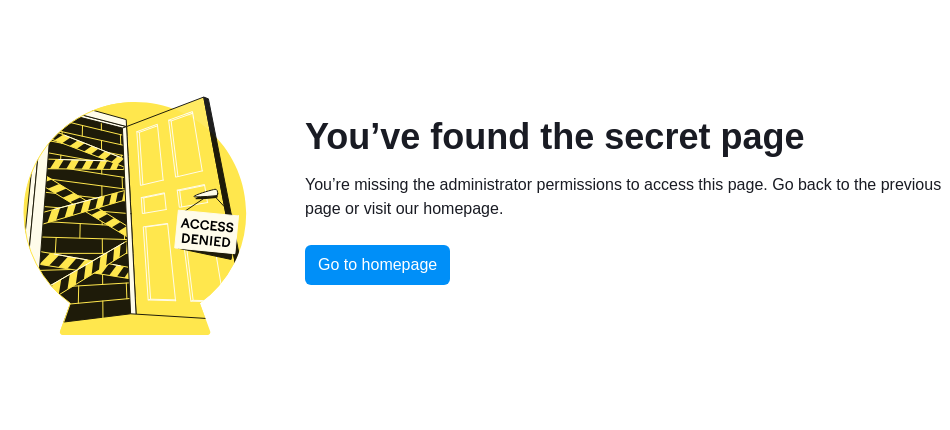 You’ve found the secret page
You’re missing the administrator permissions to access this page. Go back to the previous
page or visit our homepage.
ACCESS
DENIED
Go to homepage